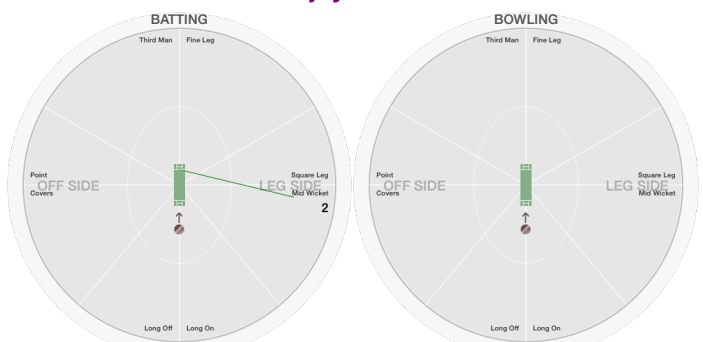 BATTING
Third Man Fine Leg
Point
OFF SIDE
Covers
Square Leg
LEG SIDE
Mid Wicket
2
Long Off Long On
BOWLING
Third Man Fine Leg
Point
OFF SIDE
Covers
Square Leg
LEG SIDE
Mid Wicket
Long Off Long On